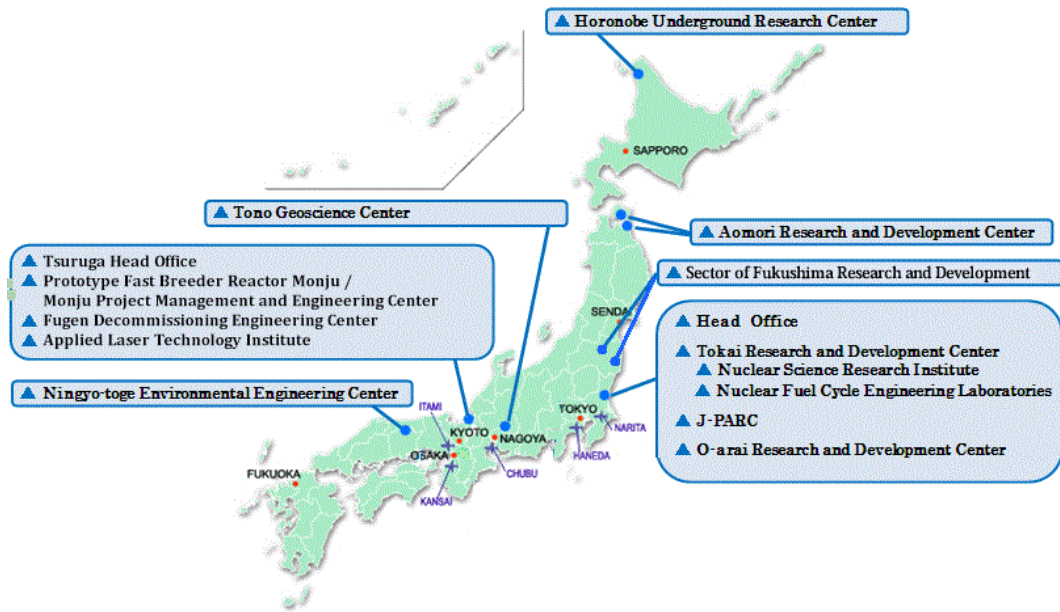 ▲ Horonobe Underground Research Center
SAPPORO
▲ Tono Geoscience Center
▲ Aomori Research and Development Center
▲ Tsuruga Head Office
▲ Prototype Fast Breeder Reactor Monju /
Monju Project Management and Engineering Center
▲ Fugen Decommissioning Engineering Center
▲ Applied Laser Technology Institute
▲ Sector of Fukushima Research and Development
SENDAI
▲ Head Office
▲ Tokai Research and Development Center
▲ Nuclear Science Research Institute
▲ Nuclear Fuel Cycle Engineering Laboratories
▲ J-PARC
▲ O-arai Research and Development Center
▲ Ningyo-toge Environmental Engineering Center
ITAMI
KYOTO
NAGOYA
TOKYO
NARITA
HANEDA
OSAKA
CHUBU
KANSAI
FUKUOKA